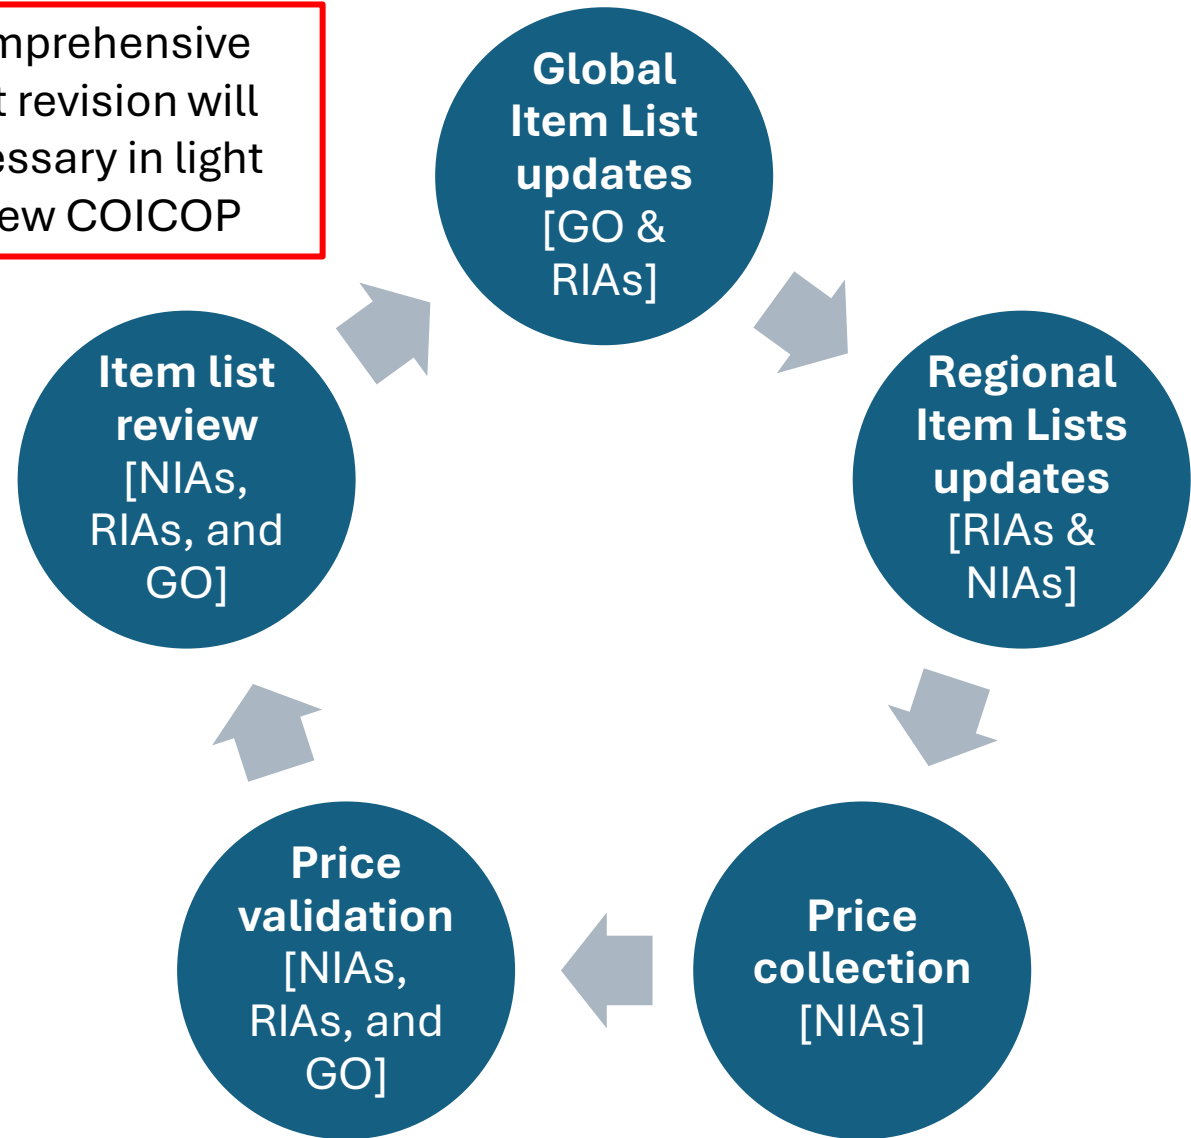 mprehensive
t revision will
essary in light
ew COICOP
Global
Item List
updates
[GO &
RIAs]
Regional
Item Lists
updates
[RIAs &
NIAs]
Price
collection
[NIAs]
Price
validation
[NIAs,
RIAs, and
GO]
Item list
review
[NIAs,
RIAs, and
GO]